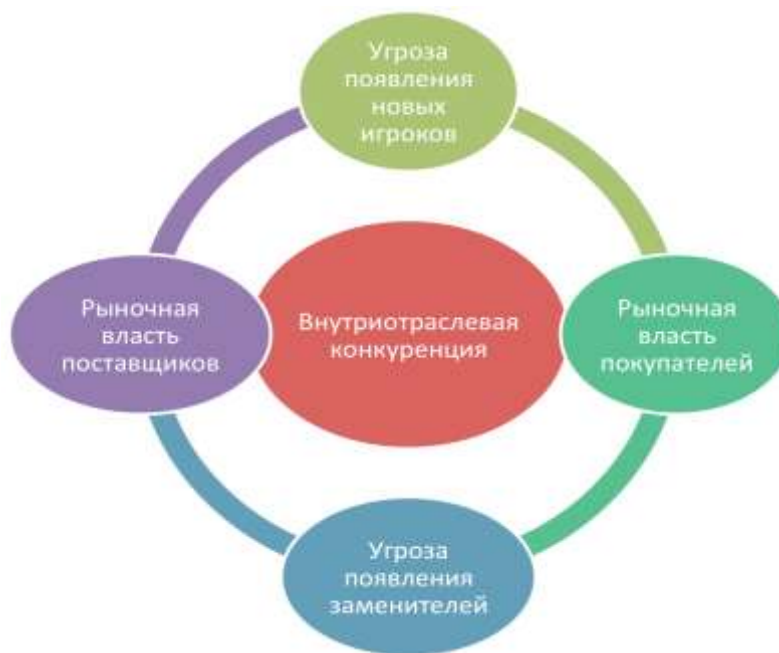 Угроза
появления
новых
игроков
Рыночная
власть
поставщиков
Внутриотраслевая
конкуренция
Рыночная
власть
покупателей
Угроза
появления
заменителей